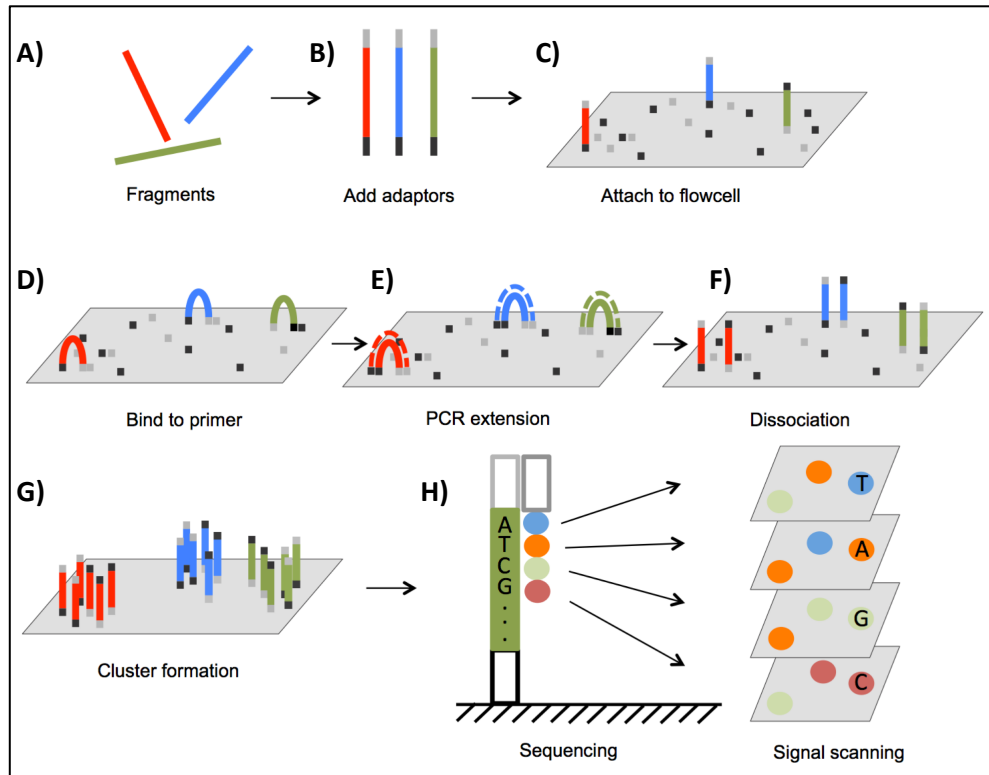 A)
B)
C)
Fragments
Add adaptors
Attach to flowcell
D)
E)
F)
Bind to primer
PCR extension
Dissociation
G)
H)
A
T
C
G
.
.
.
T
A
G
C
Cluster formation
Sequencing
Signal scanning